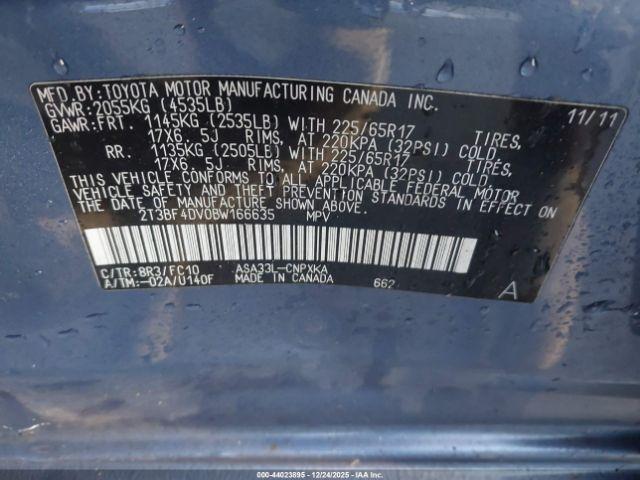 MFD.BY:TOYOTA MOTOR MANUFACTURING CANADA INC.
GVWR:2055KG (4535LB) 11/11
GAWR:FRT. 1145KG (2535LB) WITH 225/65R17 TIRES,
17X6.5J RIMS, AT 220KPA (32PSI) COLD.
RR. 1135KG (2505LB) WITH 225/65R17 TIRES,
17X6.5J RIMS, AT 220KPA (32PSI) COLD.
THIS VEHICLE CONFORMS TO ALL APPLICABLE FEDERAL MOTOR
VEHICLE SAFETY AND THEFT PREVENTION STANDARDS IN EFFECT ON
THE DATE OF MANUFACTURE SHOWN ABOVE.
2T3BF4DV0BW166635 MPV
C/TR:8R3/FC10 ASA33L-CNPXKA
A/TM:-02A/U140F MADE IN CANADA 662 A
000-44023895 - 12/24/2025 - IAA Inc.